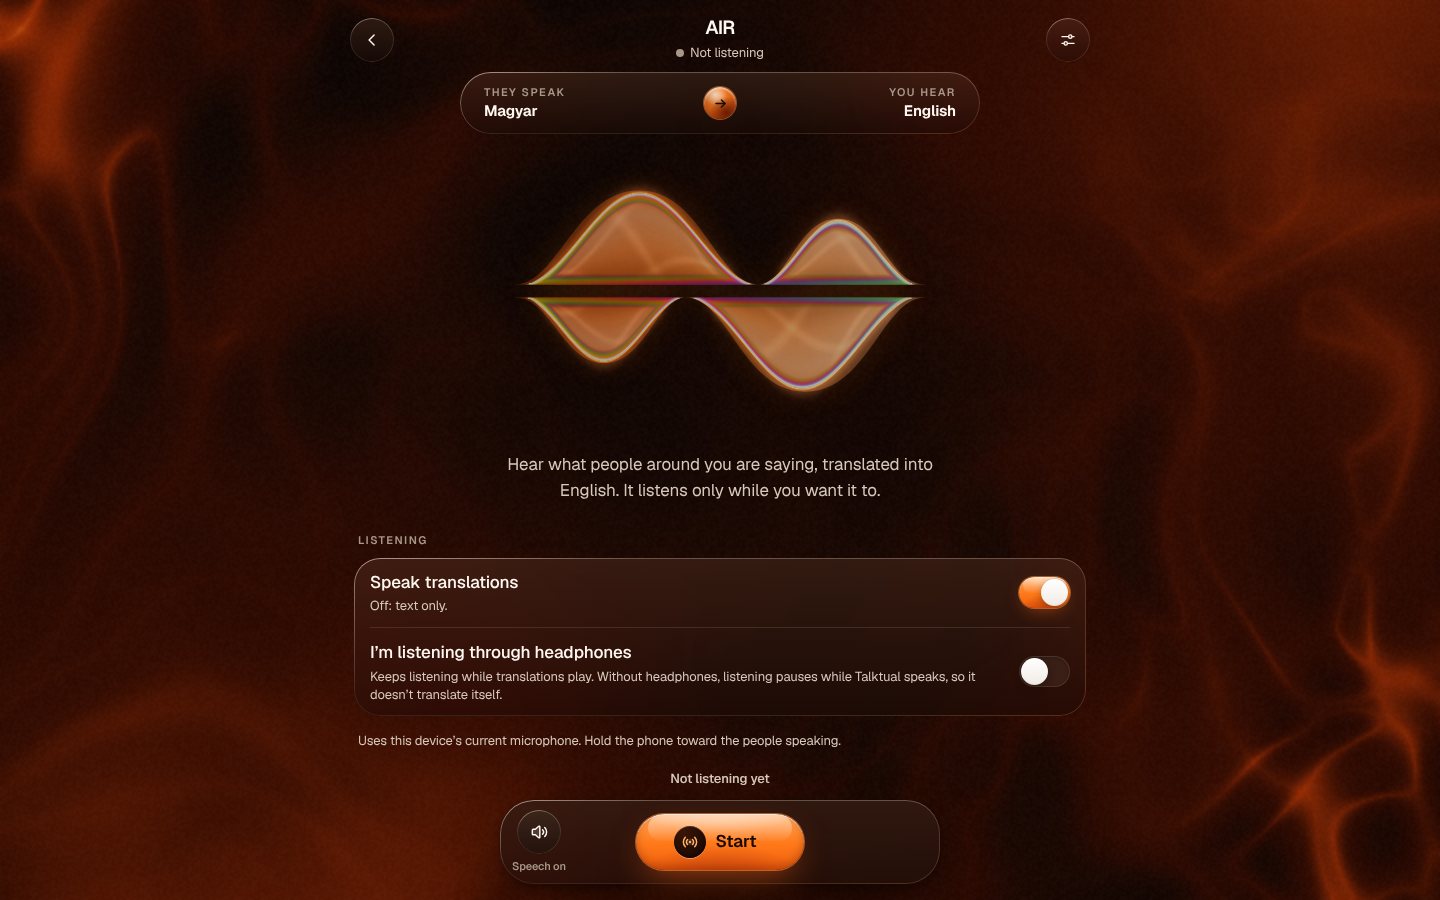 AIR
Not listening
THEY SPEAK
Magyar
YOU HEAR
English
Hear what people around you are saying, translated into
English. It listens only while you want it to.
LISTENING
Speak translations
Off: text only.
I’m listening through headphones
Keeps listening while translations play. Without headphones, listening pauses while Talktual speaks, so it
doesn’t translate itself.
Uses this device’s current microphone. Hold the phone toward the people speaking.
Not listening yet
Speech on
Start